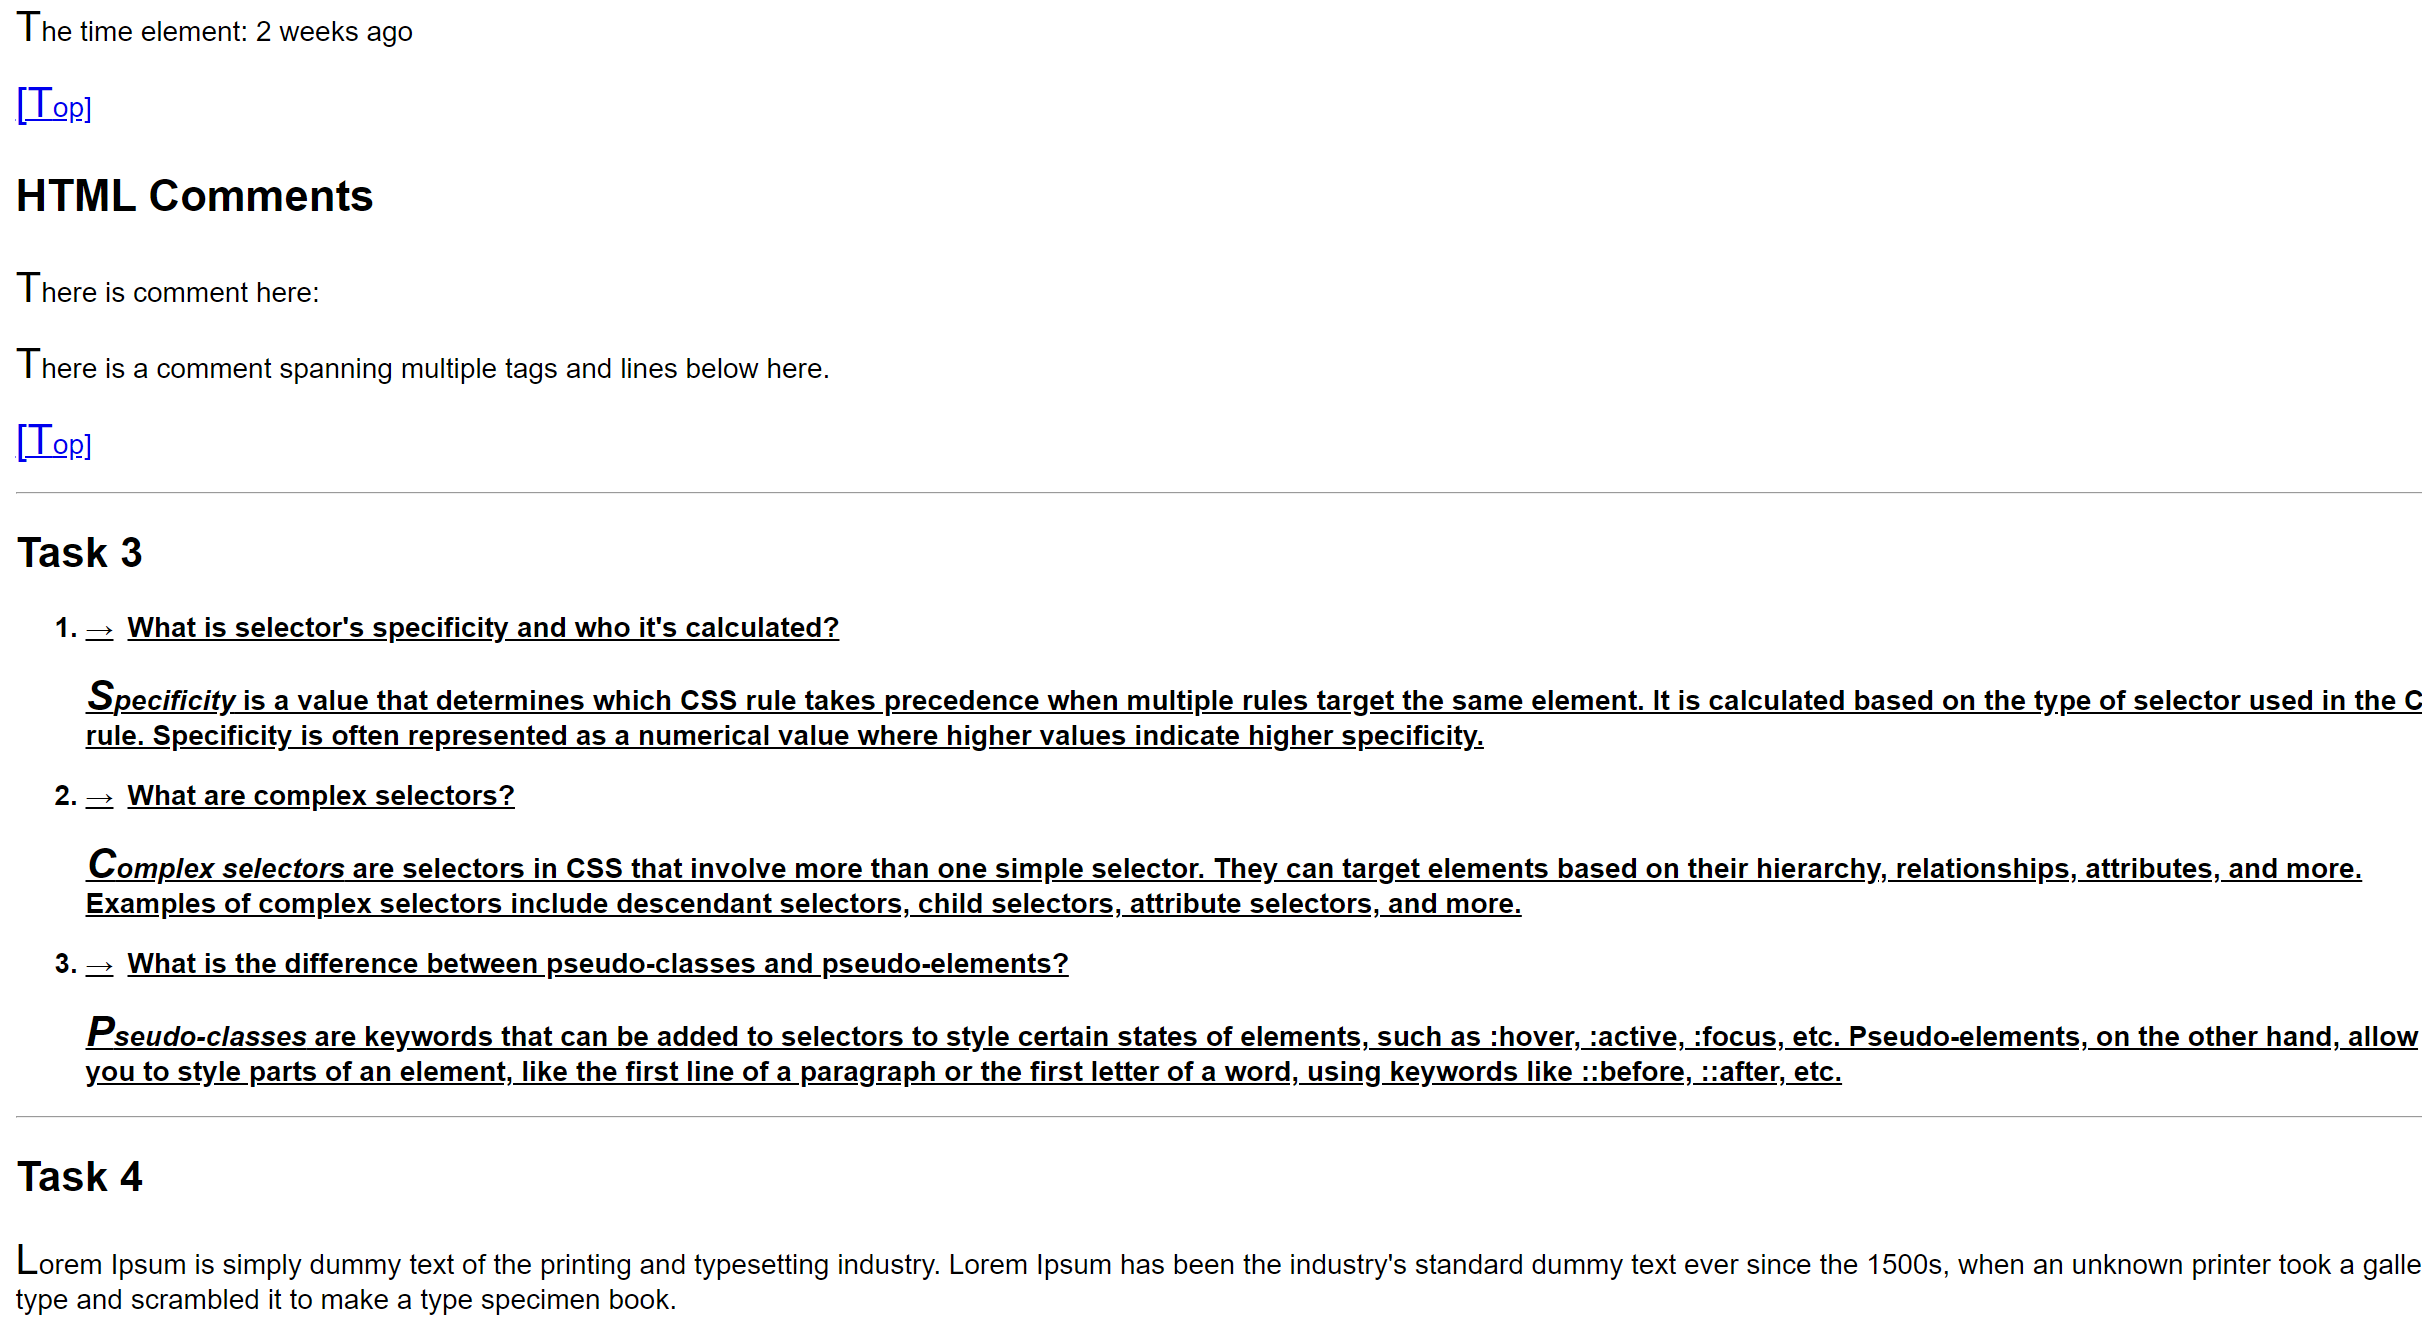 The time element: 2 weeks ago
[Top]
HTML Comments
There is comment here:
There is a comment spanning multiple tags and lines below here.
[Top]
Task 3
1. → What is selector's specificity and who it's calculated?
Specificity is a value that determines which CSS rule takes precedence when multiple rules target the same element. It is calculated based on the type of selector used in the
rule. Specificity is often represented as a numerical value where higher values indicate higher specificity.
2. → What are complex selectors?
Complex selectors are selectors in CSS that involve more than one simple selector. They can target elements based on their hierarchy, relationships, attributes, and more.
Examples of complex selectors include descendant selectors, child selectors, attribute selectors, and more.
3. → What is the difference between pseudo-classes and pseudo-elements?
Pseudo-classes are keywords that can be added to selectors to style certain states of elements, such as :hover, :active, :focus, etc. Pseudo-elements, on the other hand, allow
you to style parts of an element, like the first line of a paragraph or the first letter of a word, using keywords like ::before, ::after, etc.
Task 4
Lorem Ipsum is simply dummy text of the printing and typesetting industry. Lorem Ipsum has been the industry's standard dummy text ever since the 1500s, when an unknown printer took a galle
type and scrambled it to make a type specimen book.